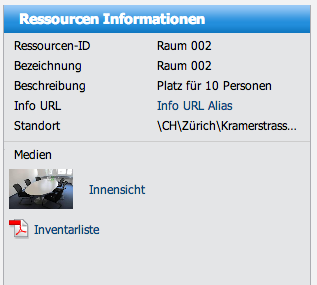 Ressourcen Informationen
Ressourcen-ID Raum 002
Bezeichnung Raum 002
Beschreibung Platz für 10 Personen
Info URL Info URL Alias
Standort \CH\Zürich\Kramerstrass...
Medien
Innensicht
Inventarliste